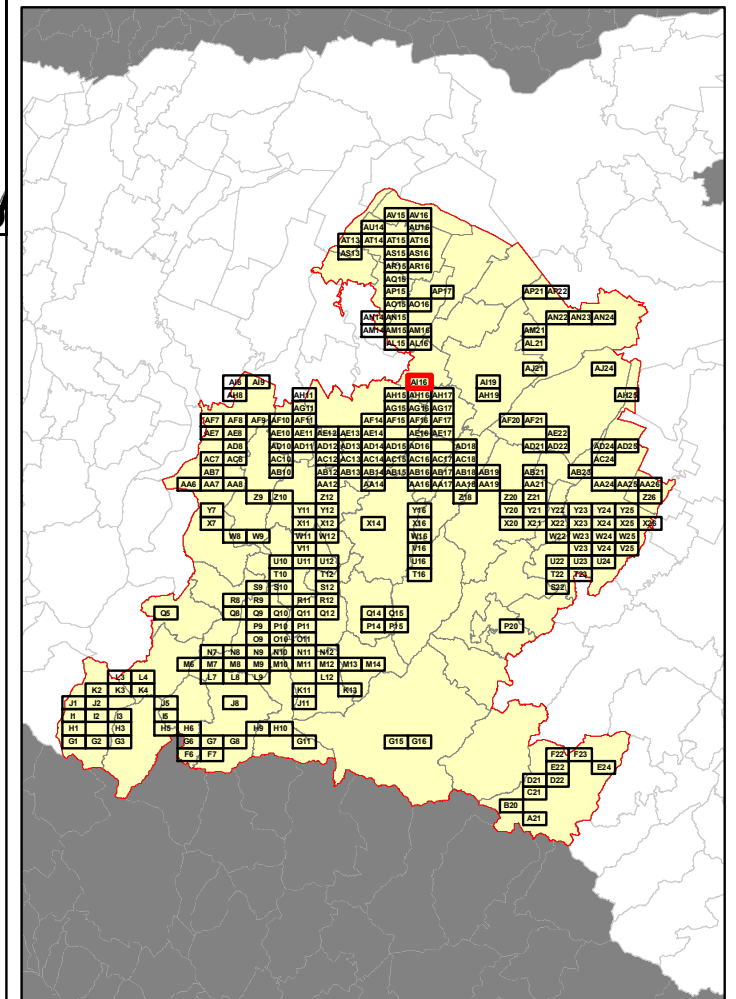 AV15 AV16
AU14 AU16
AT13 AT14 AT15 AT16
AS13 AS15 AS16
AR15 AR16
AQ15
AP15 AP17 AP21 AP22
AO15 AO16
AN14 AN15 AN22 AN23 AN24
AM14 AM15 AM16 AM21
AL15 AL16 AL21
AJ21 AJ24
AI8 AI9 AI16 AI19
AH8 AH11 AH15 AH16 AH17 AH19 AH25
AG11 AG15 AG16 AG17
AF7 AF8 AF9 AF10 AF11 AF14 AF15 AF16 AF17 AF20 AF21
AE7 AE8 AE10 AE11 AE12 AE13 AE14 AE16 AE17 AE22
AD8 AD10 AD11 AD12 AD13 AD15 AD16 AD18 AD21 AD22 AD24 AD25
AC7 AC8 AC10 AC12 AC13 AC14 AC15 AC16 AC17 AC18 AC24
AB7 AB10 AB12 AB13 AB14 AB15 AB16 AB17 AB18 AB19 AB21 AB23
AA6 AA7 AA8 AA12 AA14 AA16 AA17 AA18 AA19 AA21 AA24 AA25 AA26
Z9 Z10 Z12 Z18 Z20 Z21 Z26
Y7 Y11 Y12 Y16 Y20 Y21 Y22 Y23 Y24 Y25
X7 X11 X12 X14 X16 X20 X21 X22 X23 X24 X25 X26
W8 W9 W11 W12 W16 W22 W23 W24 W25
V11 V16 V23 V24 V25
U10 U11 U12 U16 U22 U23 U24
T10 T12 T16 T22 T23
S9 S10 S12 S22
R8 R9 R11 R12
Q5 Q8 Q9 Q10 Q11 Q12 Q14 Q15
P9 P10 P11 P14 P15 P20
O9 O10 O11
N7 N8 N9 N10 N11 N12
M6 M7 M8 M9 M10 M11 M12 M13 M14
L3 L4 L7 L8 L9 L12
K2 K3 K4 K11 K13
J1 J2 J5 J8 J11
I1 I2 I3 I5
H1 H3 H5 H6 H9 H10
G1 G2 G3 G6 G7 G8 G11 G15 G16
F6 F7 F22 F23
E22 E24
D21 D22
C21
B20
A21